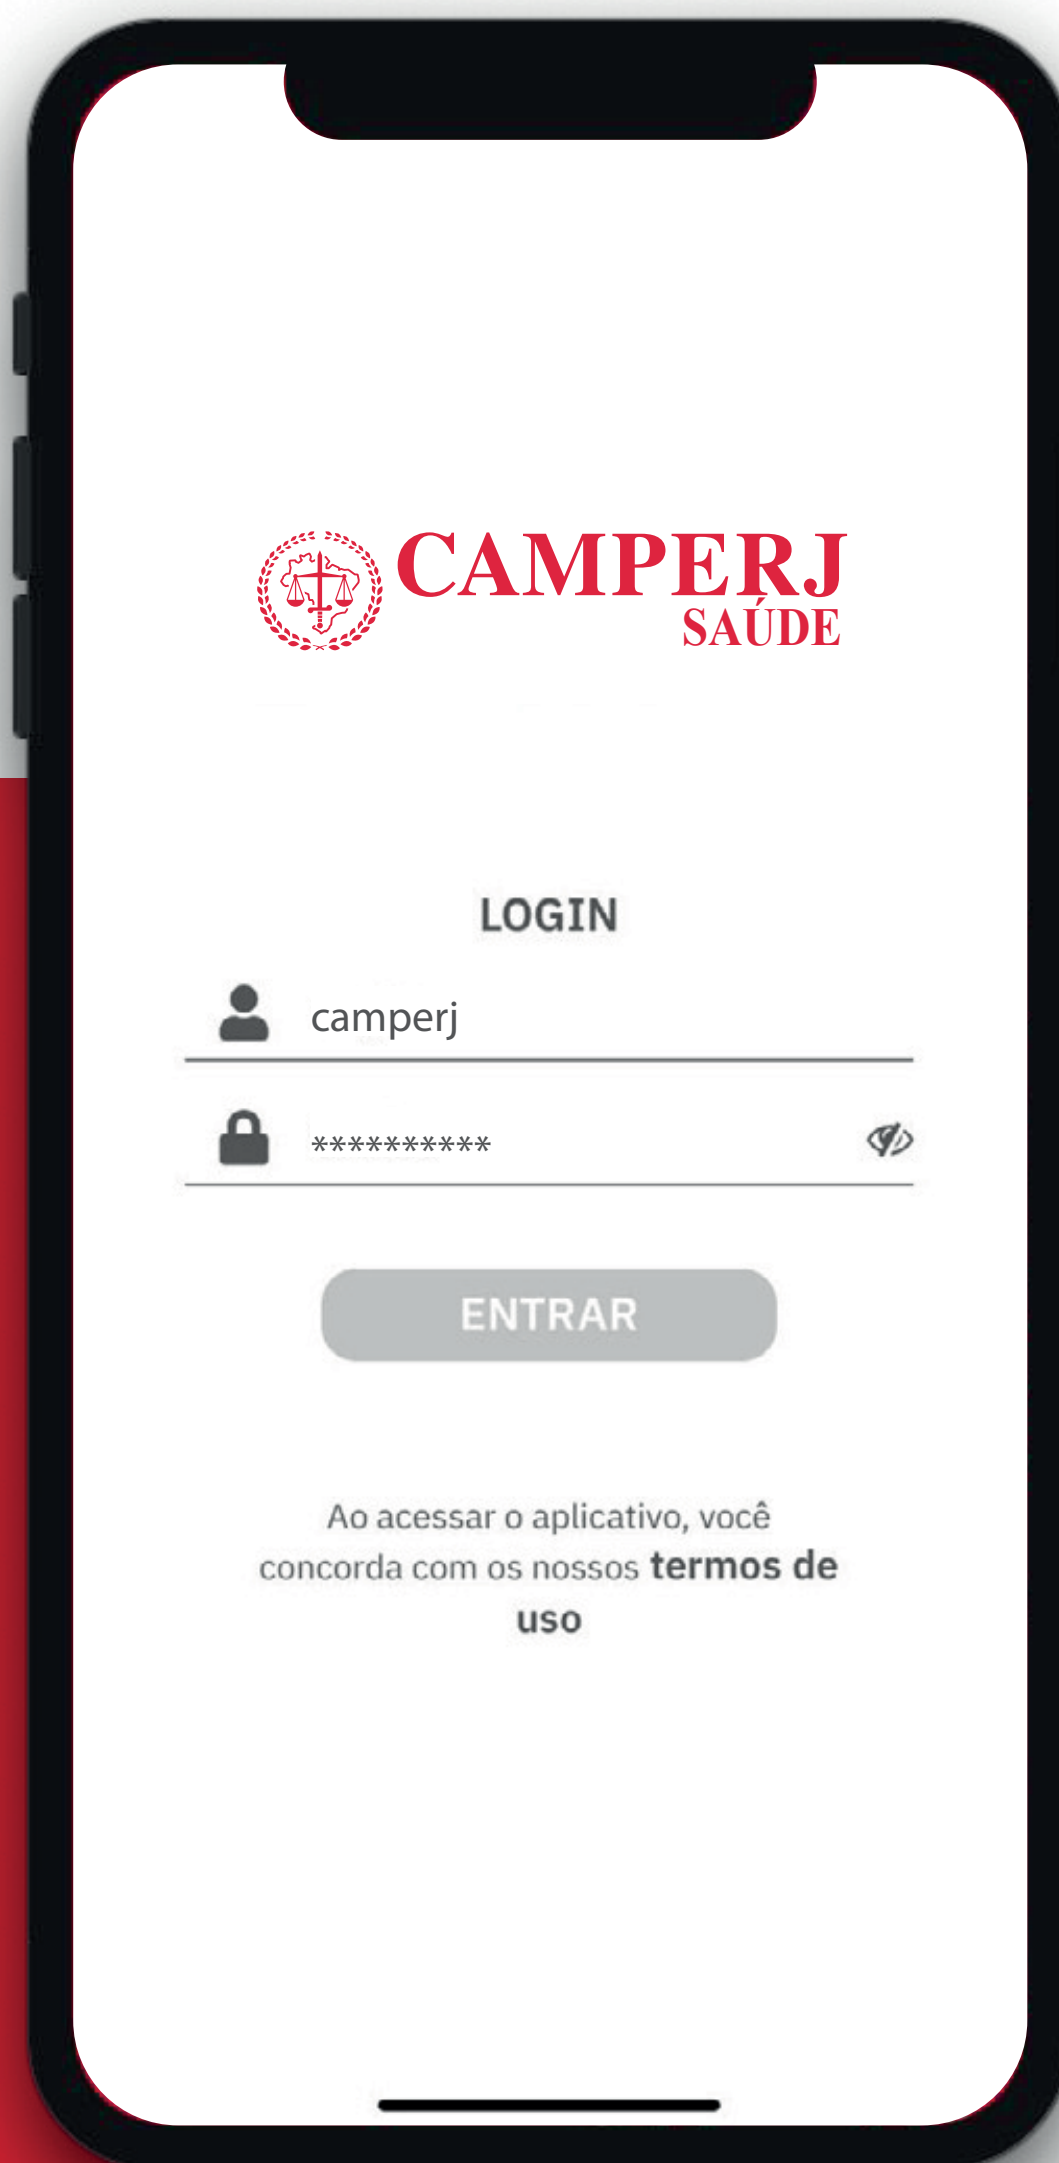 CAMPERJ
SAÚDE
LOGIN
camperj
**********
ENTRAR
Ao acessar o aplicativo, você
concorda com os nossos termos de
uso